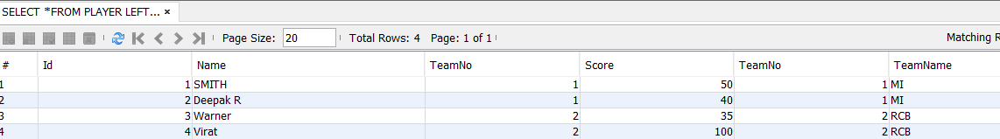 SELECT *FROM PLAYER LEFT... ×
Page Size: 20 Total Rows: 4 Page: 1 of 1 Matching R
# Id Name TeamNo Score TeamNo TeamName
1 1 SMITH 1 50 1 MI
2 2 Deepak R 1 40 1 MI
3 3 Warner 2 35 2 RCB
4 4 Virat 2 100 2 RCB